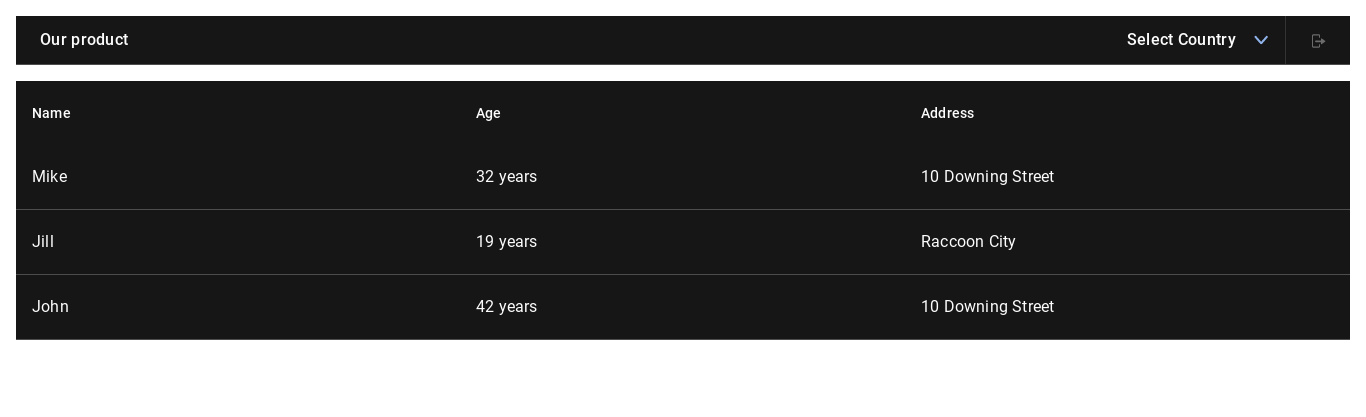 Our product Select Country
Name Age Address
Mike 32 years 10 Downing Street
Jill 19 years Raccoon City
John 42 years 10 Downing Street